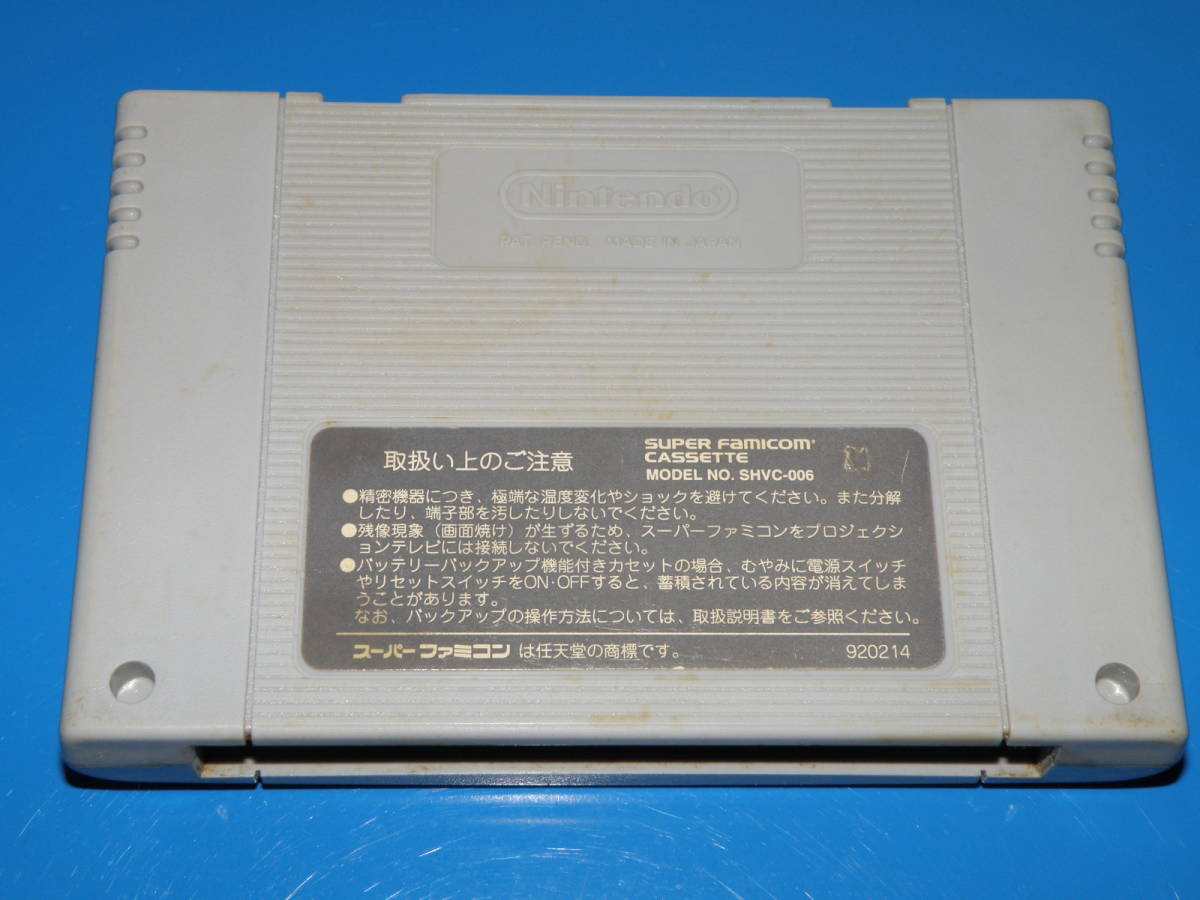 Nintendo®
PAT. PEND. MADE IN JAPAN
取扱い上のご注意
SUPER Famicom®
CASSETTE
MODEL NO. SHVC-006
●精密機器につき、極端な温度変化やショックを避けてください。また分解
したり、端子部を汚したりしないでください。
●残像現象(画面焼け)が生ずるため、スーパーファミコンをプロジェクシ
ョンテレビには接続しないでください。
●バッテリーバックアップ機能付きカセットの場合、むやみに電源スイッチ
やリセットスイッチをON・OFFすると、蓄積されている内容が消えてしま
うことがあります。
なお、バックアップの操作方法については、取扱説明書をご参照ください。
スーパーファミコン は任天堂の商標です。
920214